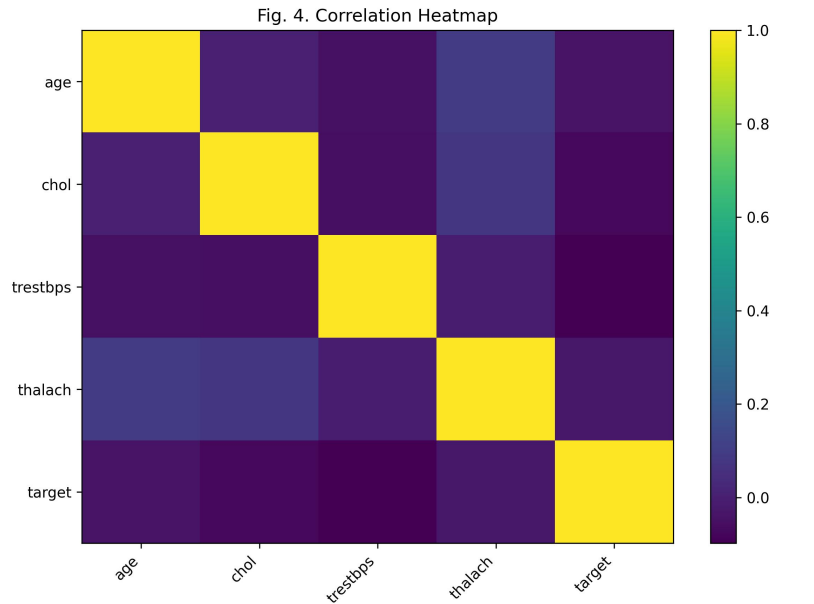 Fig. 4. Correlation Heatmap
age
chol
trestbps
thalach
target
age
chol
trestbps
thalach
target
1.0
0.8
0.6
0.4
0.2
0.0